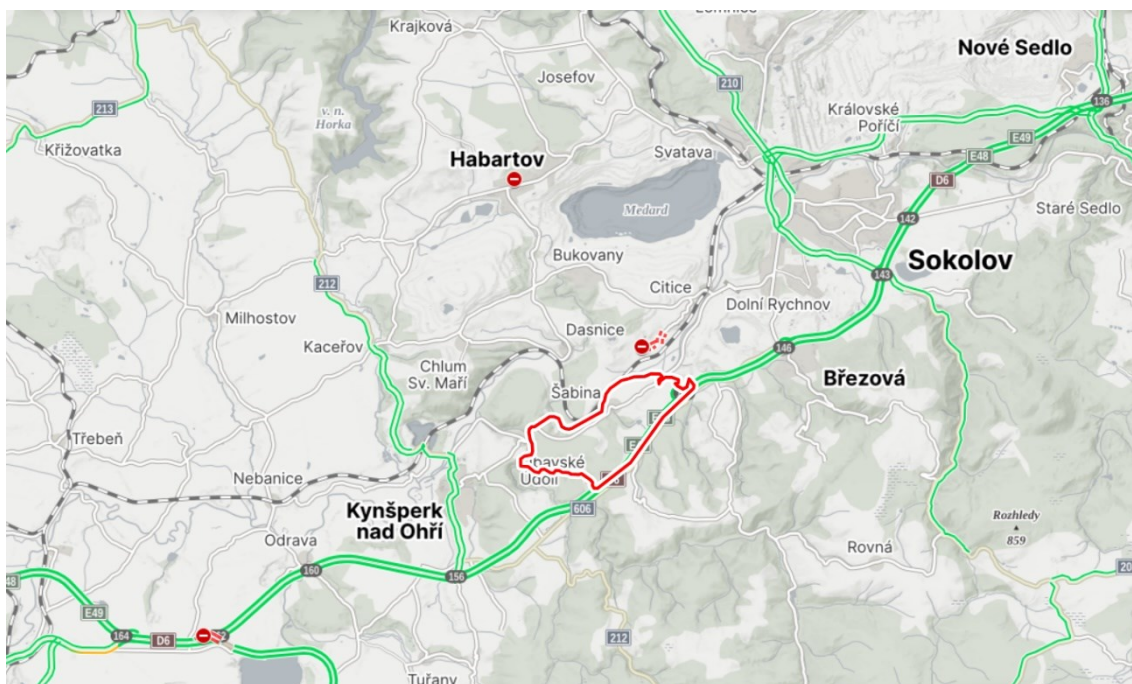 Krajková
Nové Sedlo
Josefov
210
136
213
v. n.
Horka
Královské
Poříčí
E49
Křižovatka
Habartov
Svatava
E48
D6
Medard
Staré Sedlo
142
Bukovany
Sokolov
143
212
Citice
Milhostov
Dolní Rychnov
Dasnice
Kaceřov
146
Chlum
Sv. Maří
Březová
Šabina
Třebeň
Nebanice
Údolí
606
Kynšperk
nad Ohří
Rozhledy
859
Odrava
Rovná
160
156
E49
164
D6
212
Tuřany